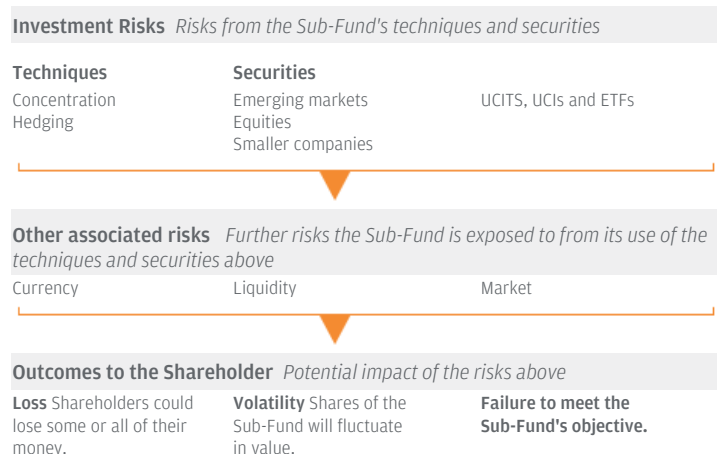 Investment Risks Risks from the Sub-Fund's techniques and securities
Techniques
Concentration
Hedging
Securities
Emerging markets
Equities
Smaller companies
UCITS, UCIs and ETFs
Other associated risks Further risks the Sub-Fund is exposed to from its use of the
techniques and securities above
Currency
Liquidity
Market
Outcomes to the Shareholder Potential impact of the risks above
Loss Shareholders could
lose some or all of their
money.
Volatility Shares of the
Sub-Fund will fluctuate
in value.
Failure to meet the
Sub-Fund's objective.